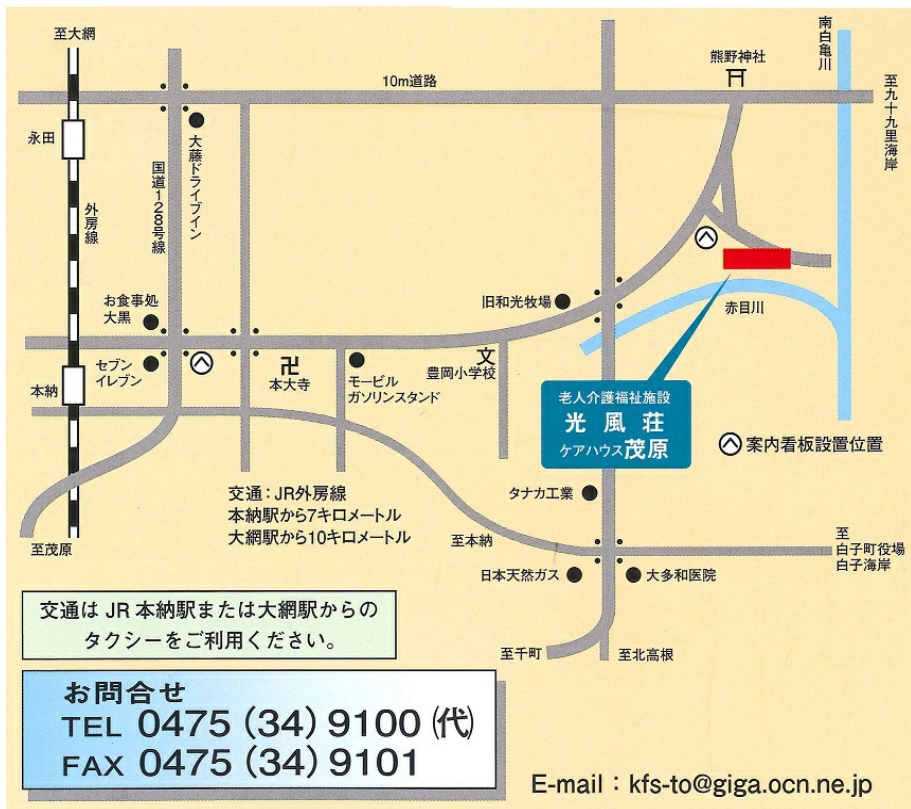 至大網
熊野神社
南白亀川
10m道路
至九十九里海岸
永田
大藤ドライブイン
国道128号線
外房線
お食事処
大黒
旧和光牧場
赤目川
セブン
イレブン
本納
卍
本大寺
モービル
ガソリンスタンド
文
豊岡小学校
老人介護福祉施設
光風荘
ケアハウス茂原
案内看板設置位置
交通：JR外房線
本納駅から7キロメートル
大網駅から10キロメートル
タナカ工業
至茂原
至本納
至
白子町役場
白子海岸
日本天然ガス
大多和医院
交通は JR 本納駅または大網駅からの
タクシーをご利用ください。
至千町
至北高根
お問合せ
TEL 0475 (34) 9100 (代)
FAX 0475 (34) 9101
E-mail：kfs-to@giga.ocn.ne.jp